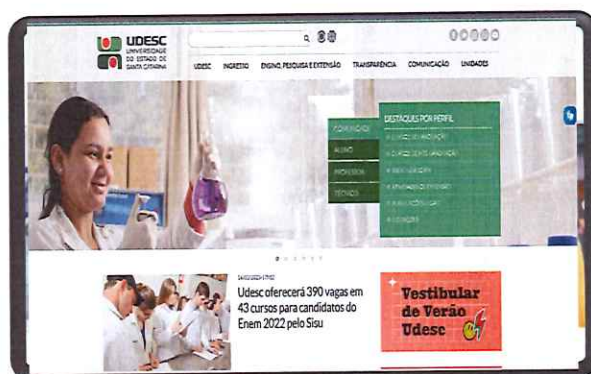 UDESC
UNIVERSIDADE
DO ESTADO DE
SANTA CATARINA
UDESC INGRESSO ENSINO, PESQUISA E EXTENSÃO TRANSPARÊNCIA COMUNICAÇÃO UNIDADES
COMUNIDADE
ALUNO
PROFESSOR
TÉCNICO
DESTAQUES POR PERFIL
Udesc oferecerá 390 vagas em
43 cursos para candidatos do
Enem 2022 pelo Sisu
Vestibular
de Verão
Udesc